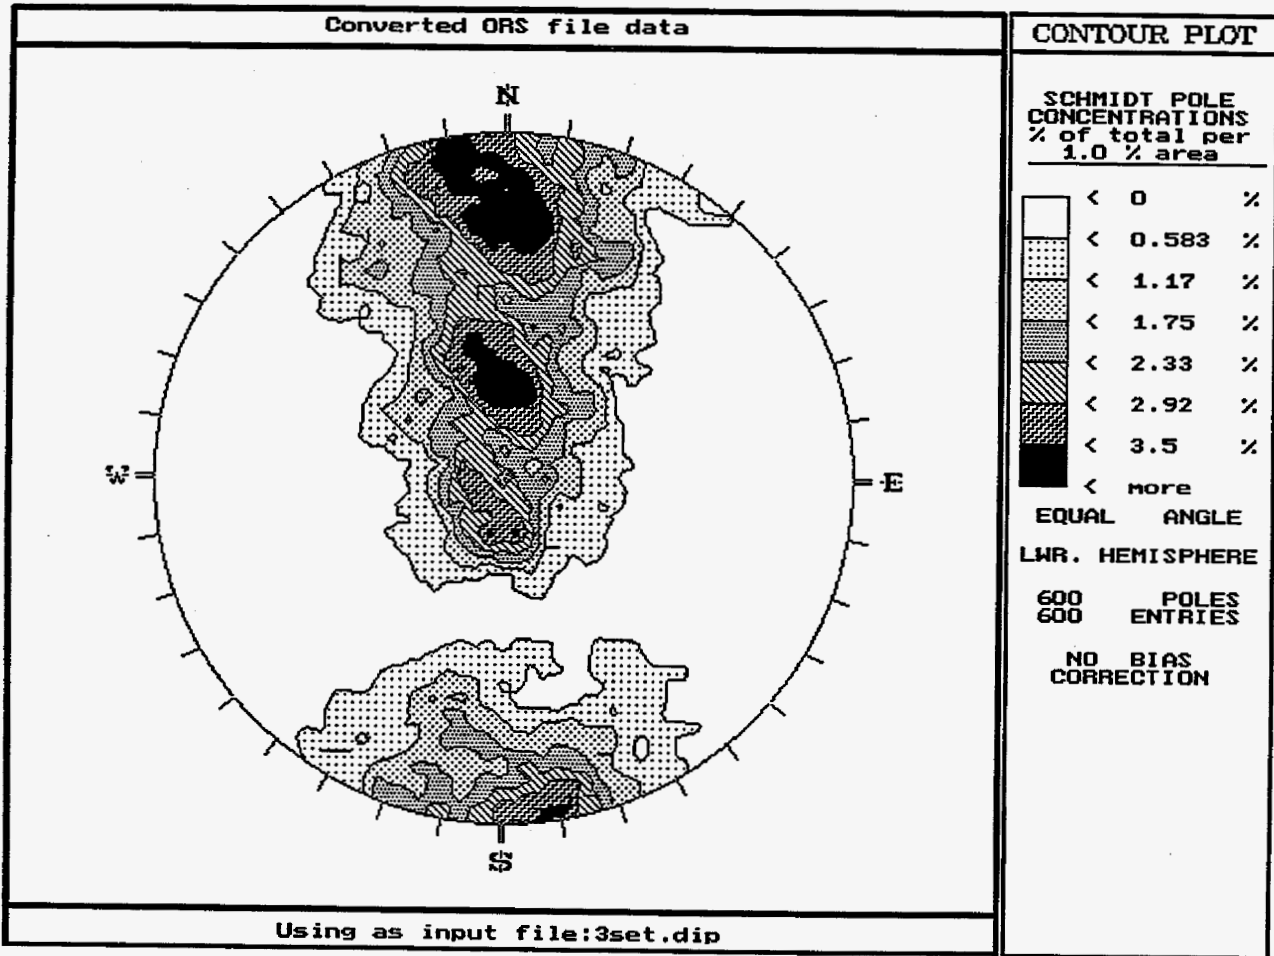 Converted ORS file data
N
W
E
S
Using as input file:3set.dip
CONTOUR PLOT
SCHMIDT POLE
CONCENTRATIONS
% of total per
1.0 % area
< 0 %
< 0.583 %
< 1.17 %
< 1.75 %
< 2.33 %
< 2.92 %
< 3.5 %
< more
EQUAL ANGLE
LWR. HEMISPHERE
600 POLES
600 ENTRIES
NO BIAS
CORRECTION